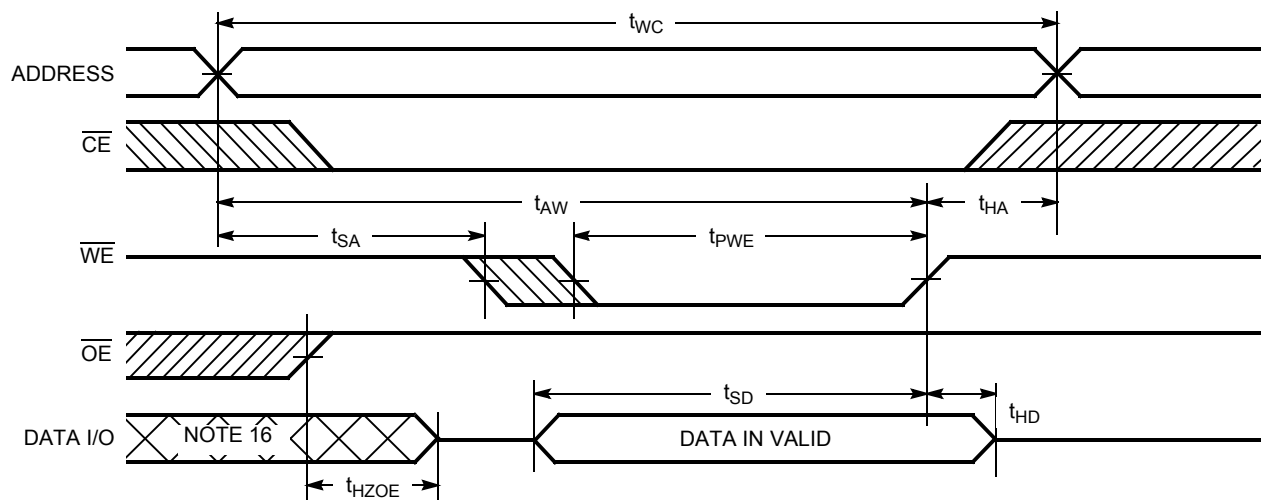 tWC
ADDRESS
CE
tAW
tHA
tSA
tPWE
WE
OE
tSD
tHD
DATA I/O
NOTE 16
DATA IN VALID
tHZOE